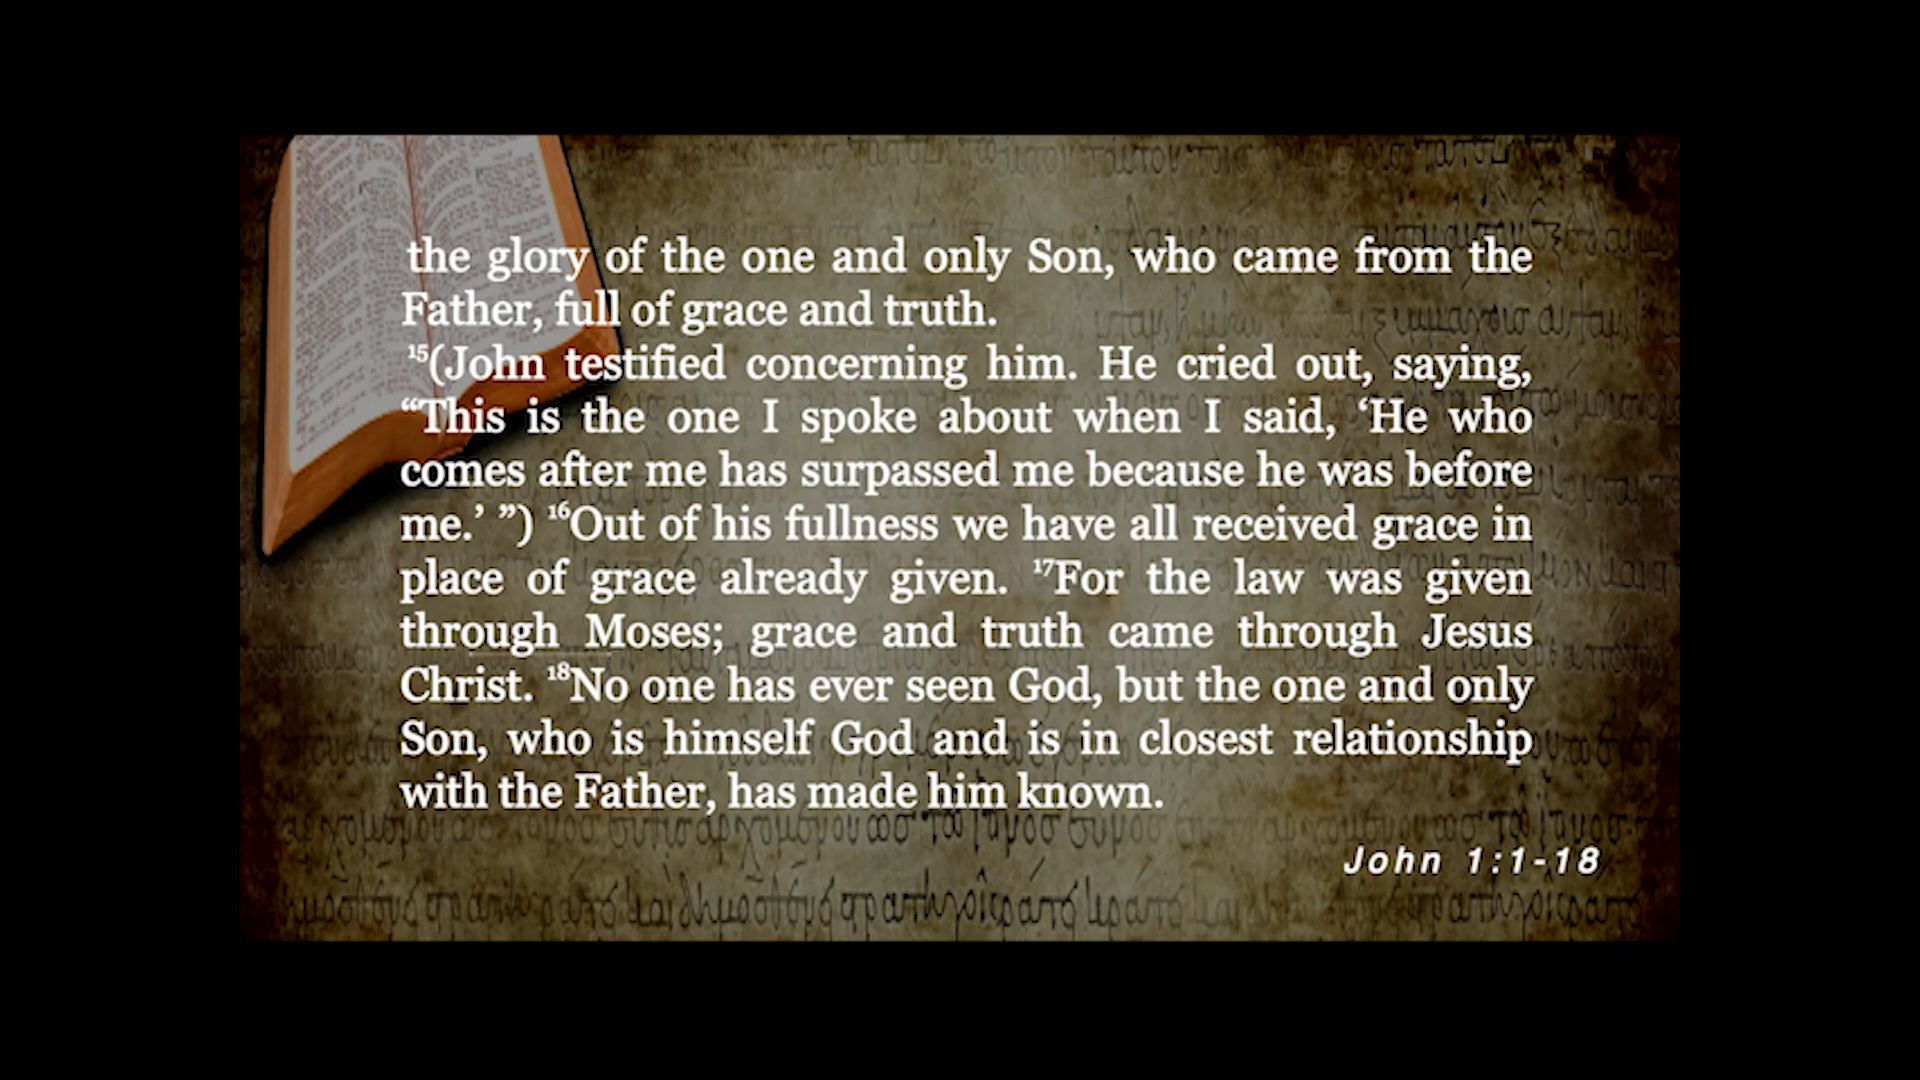 the glory of the one and only Son, who came from the
Father, full of grace and truth.
¹⁵(John testified concerning him. He cried out, saying,
“This is the one I spoke about when I said, ‘He who
comes after me has surpassed me because he was before
me.’ ”) ¹⁶Out of his fullness we have all received grace in
place of grace already given. ¹⁷For the law was given
through Moses; grace and truth came through Jesus
Christ. ¹⁸No one has ever seen God, but the one and only
Son, who is himself God and is in closest relationship
with the Father, has made him known.
John 1:1-18